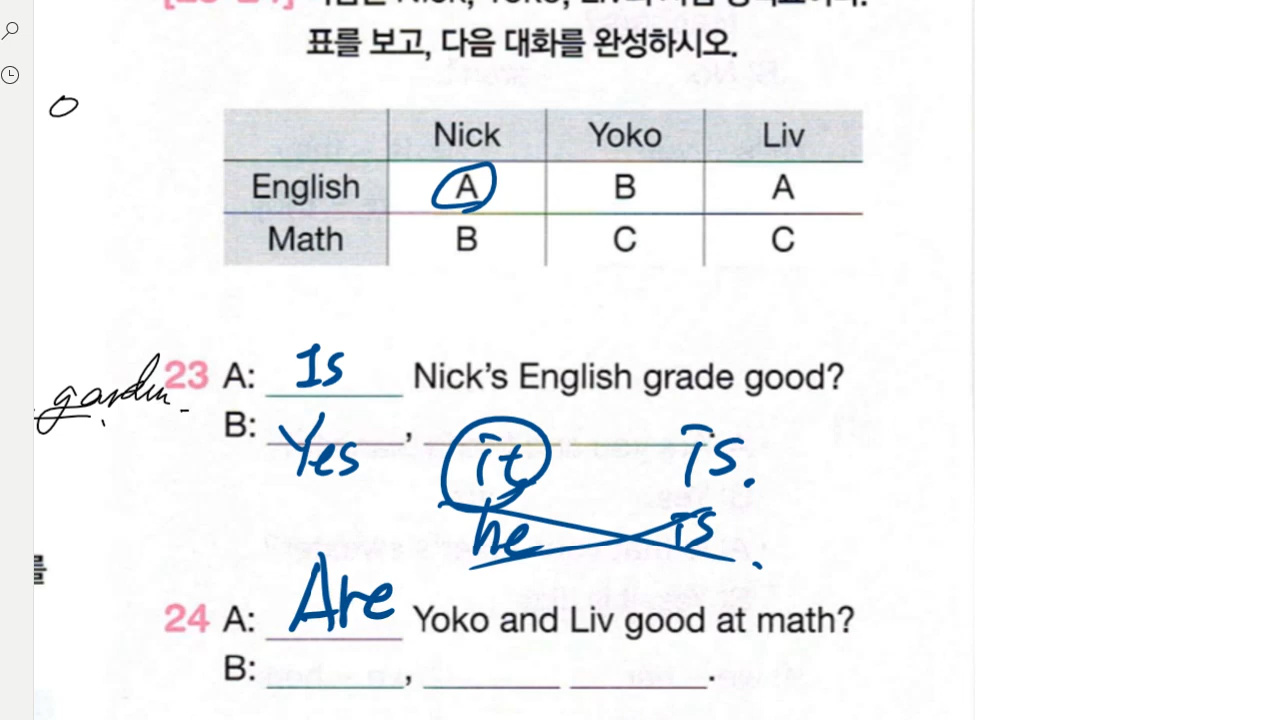 표를 보고, 다음 대화를 완성하시오.
Nick Yoko Liv
English A B A
Math B C C
23 A: Is Nick's English grade good?
B: Yes, it is.
he is.
garden.
24 A: Are Yoko and Liv good at math?
B: , .